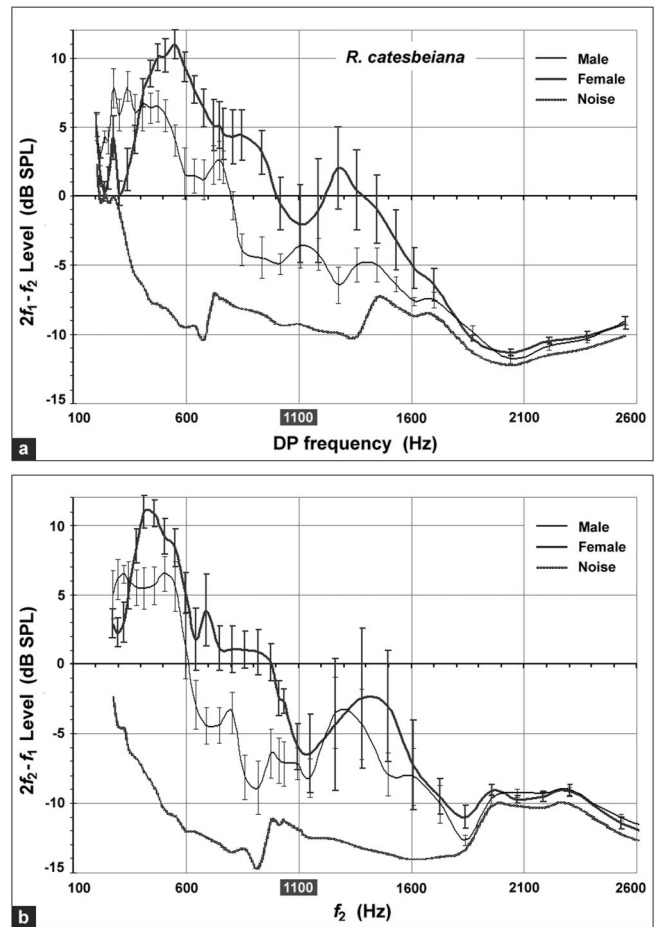 10
5
0
-5
-10
-15
2f₁-f₂ Level (dB SPL)
R. catesbeiana
Male
Female
Noise
100 600 1100 1600 2100 2600
DP frequency (Hz)
a
10
5
0
-5
-10
-15
2f₂-f₁ Level (dB SPL)
Male
Female
Noise
100 600 1100 1600 2100 2600
f₂ (Hz)
b